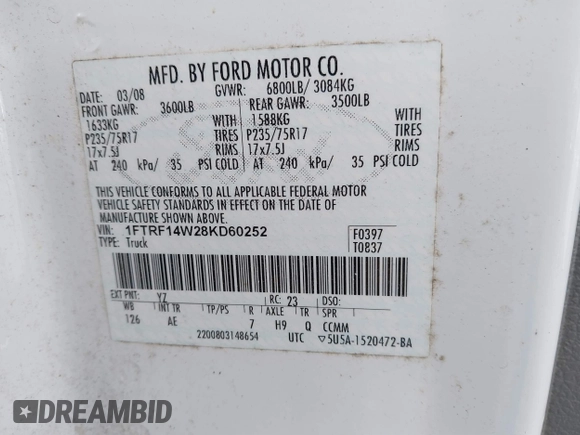 MFD. BY FORD MOTOR CO.
DATE: 03/08 GVWR: 6800LB/ 3084KG
FRONT GAWR: 3600LB REAR GAWR: 3500LB
1633KG WITH 1588KG WITH
P235/75R17 TIRES P235/75R17 TIRES
17x7.5J RIMS 17x7.5J RIMS
AT 240 kPa/ 35 PSI COLD AT 240 kPa/ 35 PSI COLD
THIS VEHICLE CONFORMS TO ALL APPLICABLE FEDERAL MOTOR
VEHICLE SAFETY STANDARDS IN EFFECT ON THE DATE OF
MANUFACTURE SHOWN ABOVE.
VIN: 1FTRF14W28KD60252 F0397
TYPE: Truck T0837
EXT PNT: YZ RC: 23 DSO:
WB INT TR TP/PS R AXLE TR SPR
126 AE 7 H9 Q CCMM
2200803148654 UTC ▽5U5A-1520472-BA
DREAMBID